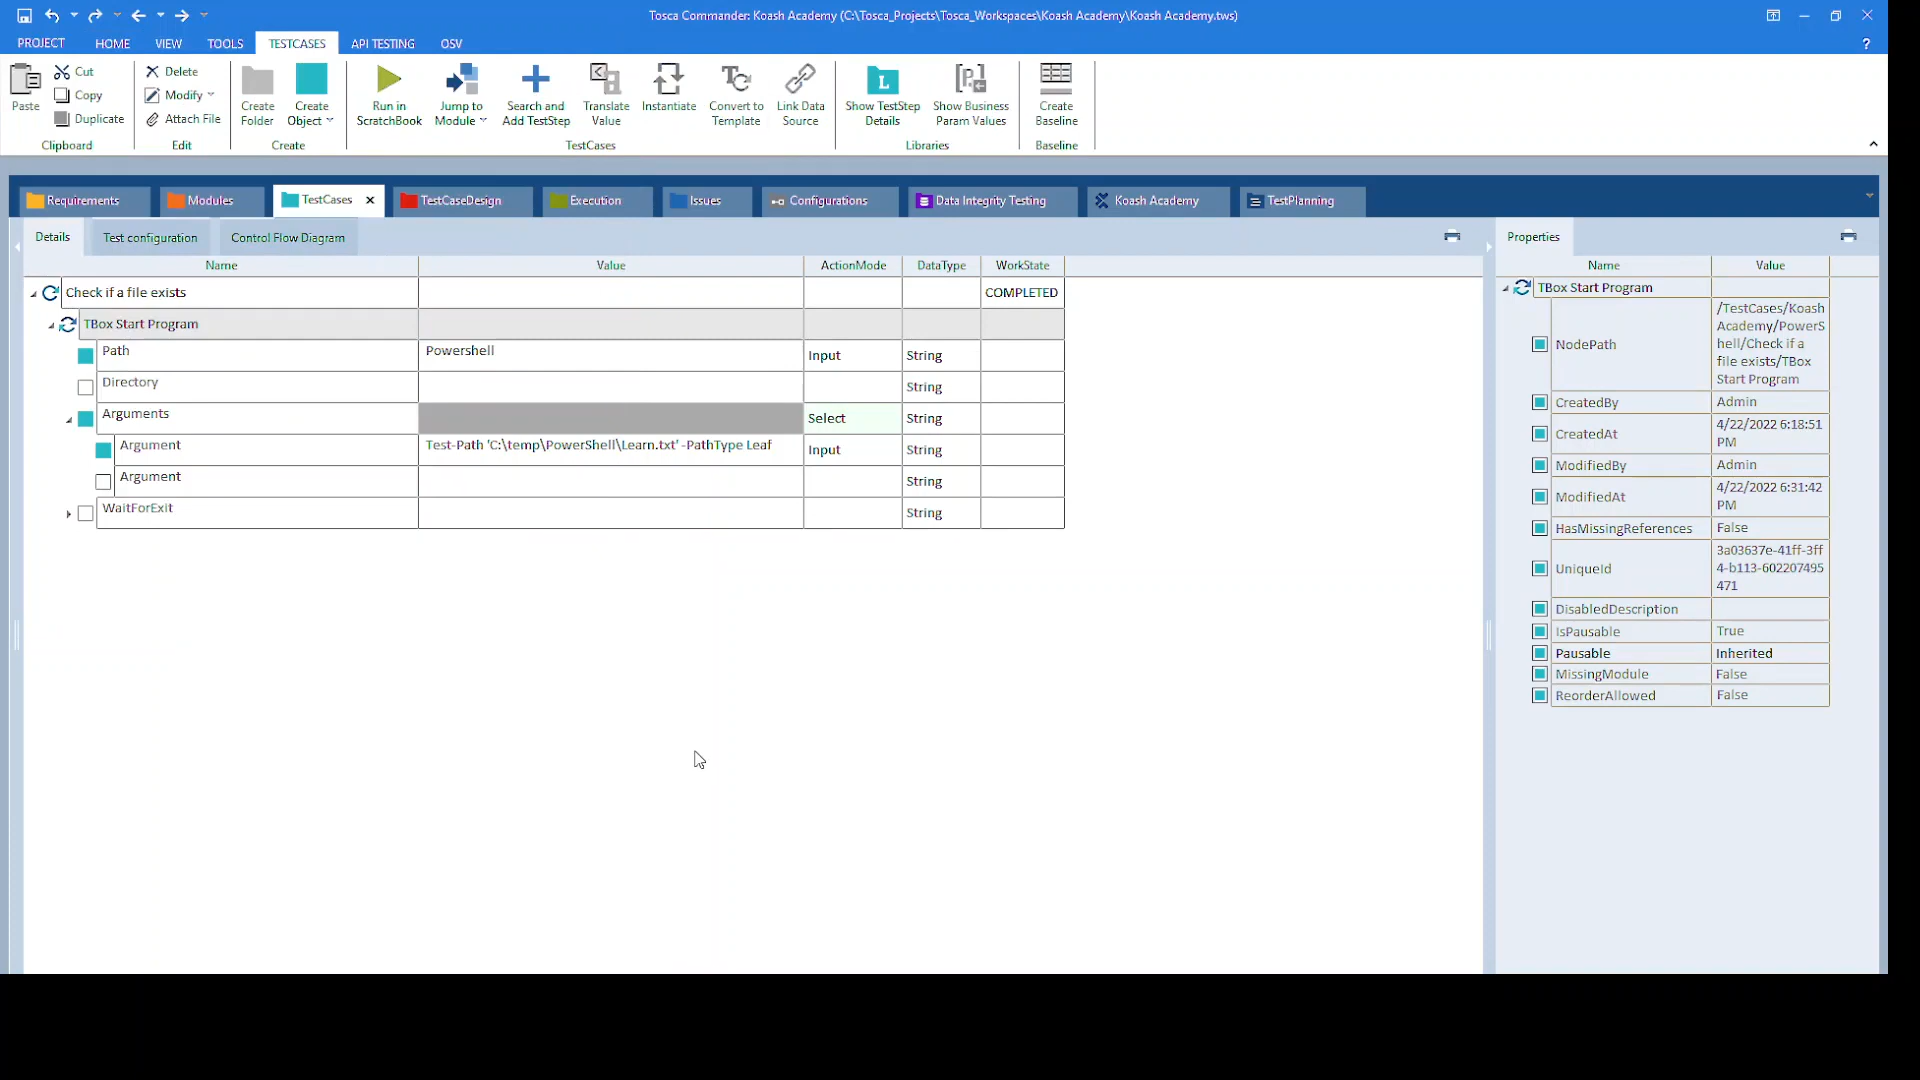 Tosca Commander: Koash Academy (C:\Tosca_Projects\Tosca_Workspaces\Koash Academy\Koash Academy.tws)
PROJECT HOME VIEW TOOLS TESTCASES API TESTING OSV ?
Paste Cut Copy Duplicate Clipboard
Delete Modify Attach File Edit
Create Folder Create Object Create
Run in ScratchBook Jump to Module Search and Add TestStep Translate Value Instantiate Convert to Template Link Data Source TestCases
Show TestStep Details Show Business Param Values Libraries
Create Baseline Baseline
Requirements Modules TestCases TestCaseDesign Execution Issues Configurations Data Integrity Testing Koash Academy TestPlanning
Details Test configuration Control Flow Diagram
Name Value ActionMode DataType WorkState
Check if a file exists COMPLETED
TBox Start Program
Path Powershell Input String
Directory String
Arguments Select String
Argument Test-Path 'C:\temp\PowerShell\Learn.txt' -PathType Leaf Input String
Argument String
WaitForExit String
Properties
Name Value
TBox Start Program
NodePath /TestCases/Koash
Academy/PowerS
hell/Check if a
file exists/TBox
Start Program
CreatedBy Admin
CreatedAt 4/22/2022 6:18:51
PM
ModifiedBy Admin
ModifiedAt 4/22/2022 6:31:42
PM
HasMissingReferences False
UniqueId 3a03637e-41ff-3ff
4-b113-602207495
471
DisabledDescription
IsPausable True
Pausable Inherited
MissingModule False
ReorderAllowed False